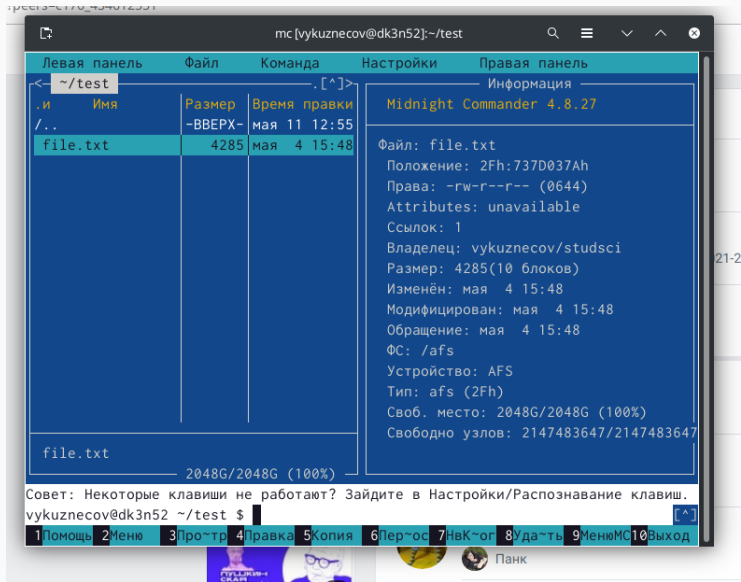 mc [vykuznecov@dk3n52]:~/test
Левая панель Файл Команда Настройки Правая панель
<— ~/test .[^]>
.и Имя Размер Время правки
/.. -ВВЕРХ- мая 11 12:55
file.txt 4285 мая 4 15:48
file.txt
2048G/2048G (100%)
Информация
Midnight Commander 4.8.27
Файл: file.txt
Положение: 2Fh:737D037Ah
Права: -rw-r--r-- (0644)
Attributes: unavailable
Ссылок: 1
Владелец: vykuznecov/studsci
Размер: 4285(10 блоков)
Изменён: мая 4 15:48
Модифицирован: мая 4 15:48
Обращение: мая 4 15:48
ФС: /afs
Устройство: AFS
Тип: afs (2Fh)
Своб. место: 2048G/2048G (100%)
Свободно узлов: 2147483647/2147483647
Совет: Некоторые клавиши не работают? Зайдите в Настройки/Распознавание клавиш.
vykuznecov@dk3n52 ~/test $ [^]
1Помощь 2Меню 3Про~тр 4Правка 5Копия 6Пер~ос 7НвК~ог 8Уда~ть 9МенюMC 10Выход
021-2
Панк